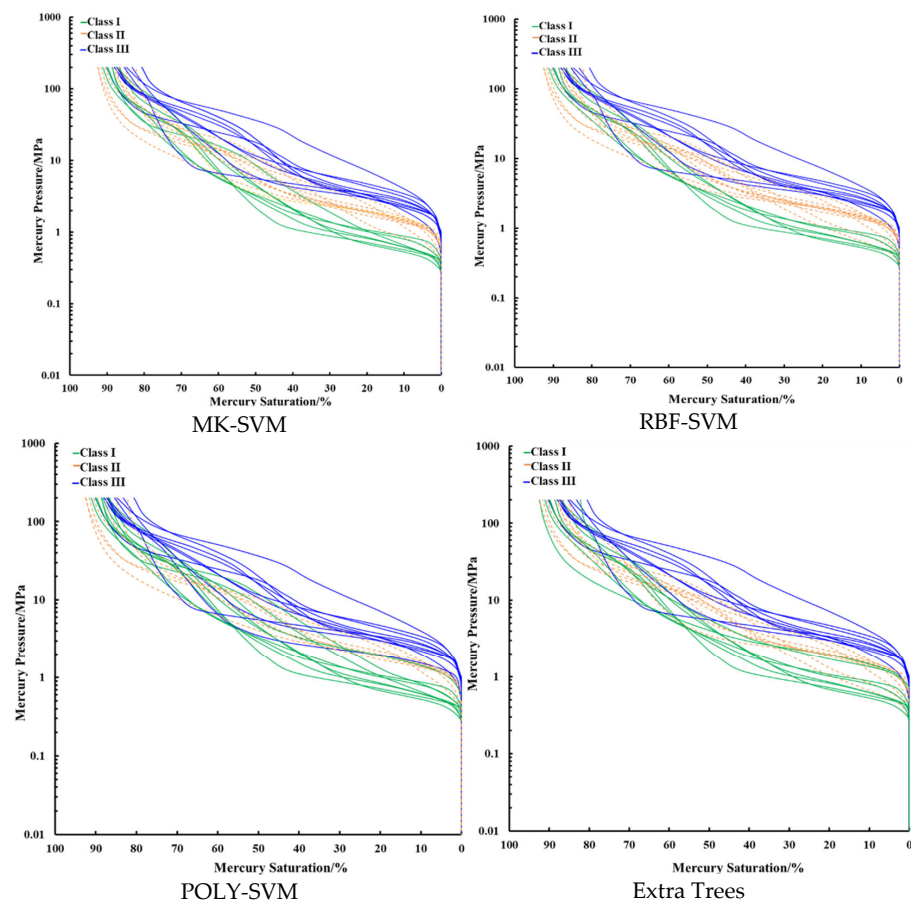 1000
100
10
1
0.1
0.01
Mercury Pressure/MPa
Class I
Class II
Class III
100 90 80 70 60 50 40 30 20 10 0
Mercury Saturation/%
MK-SVM
1000
100
10
1
0.1
0.01
Mercury Pressure/MPa
Class I
Class II
Class III
100 90 80 70 60 50 40 30 20 10 0
Mercury Saturation/%
RBF-SVM
1000
100
10
1
0.1
0.01
Mercury Pressure/MPa
Class I
Class II
Class III
100 90 80 70 60 50 40 30 20 10 0
Mercury Saturation/%
POLY-SVM
1000
100
10
1
0.1
0.01
Mercury Pressure/MPa
Class I
Class II
Class III
100 90 80 70 60 50 40 30 20 10 0
Mercury Saturation/%
Extra Trees